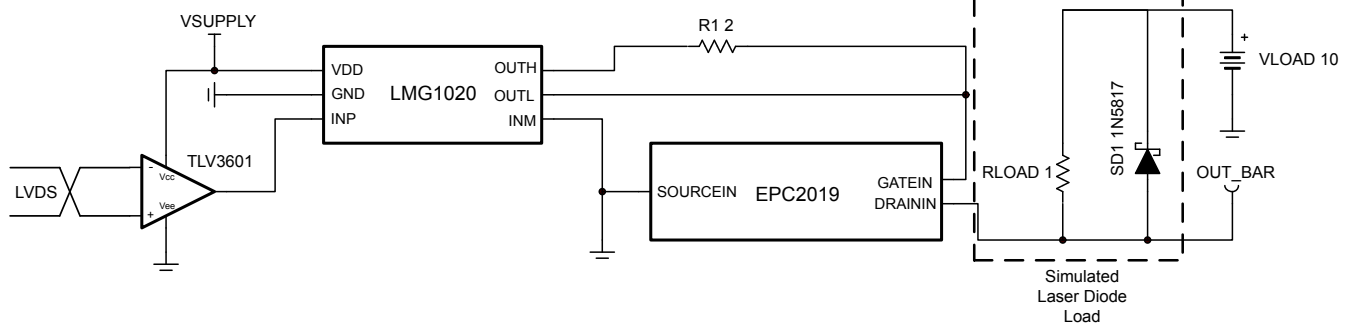 VSUPPLY
R1 2
+
VLOAD 10
VDD
GND
INP
LMG1020
OUTH
OUTL
INM
SD1 1N5817
TLV3601
LVDS
-
Vcc
Vee
+
SOURCEIN
EPC2019
GATEIN
DRAININ
RLOAD 1
OUT_BAR
Simulated
Laser Diode
Load